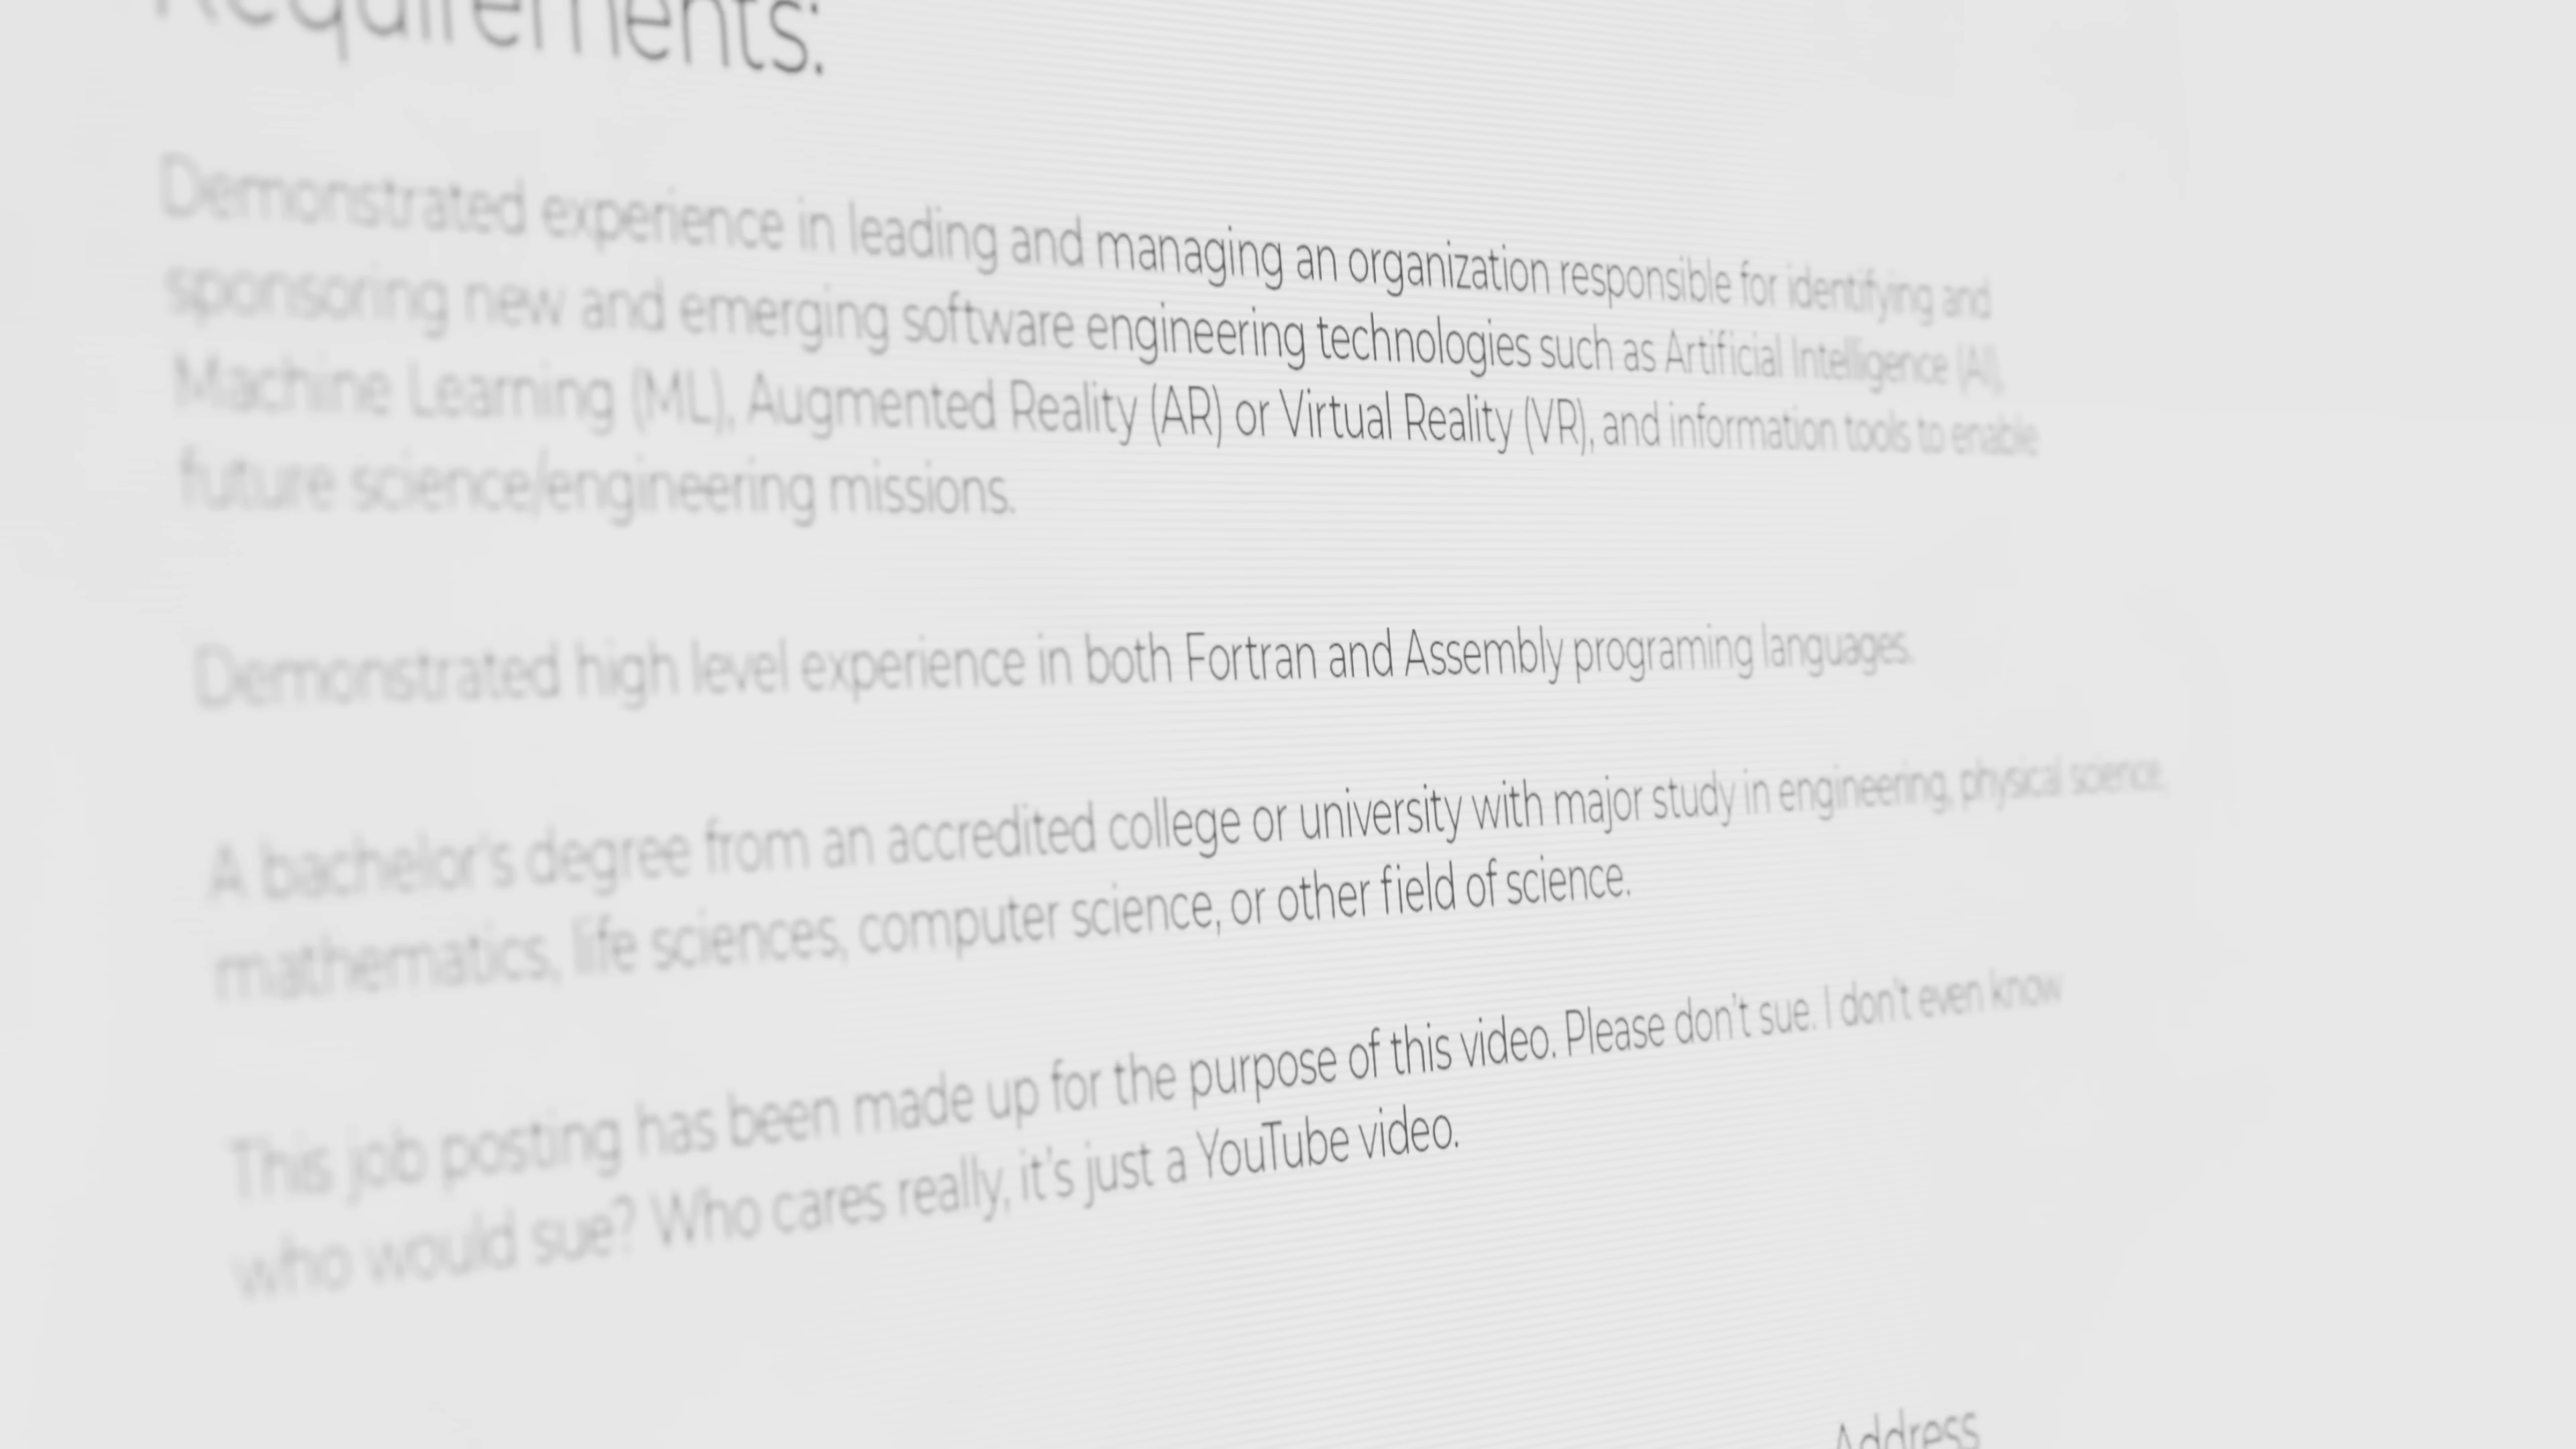 Requirements:
Demonstrated experience in leading and managing an organization responsible for identifying and
sponsoring new and emerging software engineering technologies such as Artificial Intelligence (AI),
Machine Learning (ML), Augmented Reality (AR) or Virtual Reality (VR), and information tools to enable
future science/engineering missions.
Demonstrated high level experience in both Fortran and Assembly programing languages.
A bachelor's degree from an accredited college or university with major study in engineering, physical science,
mathematics, life sciences, computer science, or other field of science.
This job posting has been made up for the purpose of this video. Please don't sue. I don't even know
who would sue? Who cares really, it's just a YouTube video.
Address